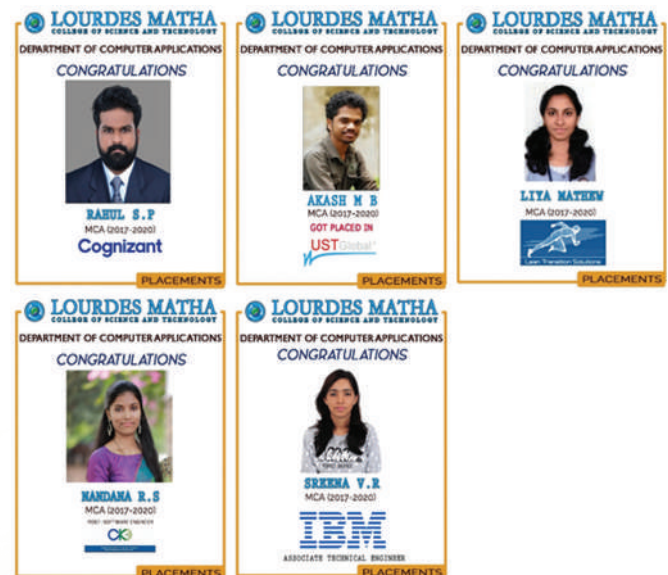 LOURDES MATHA
COLLEGE OF SCIENCE AND TECHNOLOGY
DEPARTMENT OF COMPUTER APPLICATIONS
CONGRATULATIONS
RAHUL S.P
MCA (2017-2020)
Cognizant
PLACEMENTS
LOURDES MATHA
COLLEGE OF SCIENCE AND TECHNOLOGY
DEPARTMENT OF COMPUTER APPLICATIONS
CONGRATULATIONS
AKASH M B
MCA (2017-2020)
GOT PLACED IN
UST Global
PLACEMENTS
LOURDES MATHA
COLLEGE OF SCIENCE AND TECHNOLOGY
DEPARTMENT OF COMPUTER APPLICATIONS
CONGRATULATIONS
LIYA MATHEW
MCA (2017-2020)
Lean Transition Solutions
PLACEMENTS
LOURDES MATHA
COLLEGE OF SCIENCE AND TECHNOLOGY
DEPARTMENT OF COMPUTER APPLICATIONS
CONGRATULATIONS
NANDANA R.S
MCA (2017-2020)
SOFTWARE ENGINEER
PLACEMENTS
LOURDES MATHA
COLLEGE OF SCIENCE AND TECHNOLOGY
DEPARTMENT OF COMPUTER APPLICATIONS
CONGRATULATIONS
SREENA V.R
MCA (2017-2020)
IBM
ASSOCIATE TECHNICAL ENGINEER
PLACEMENTS